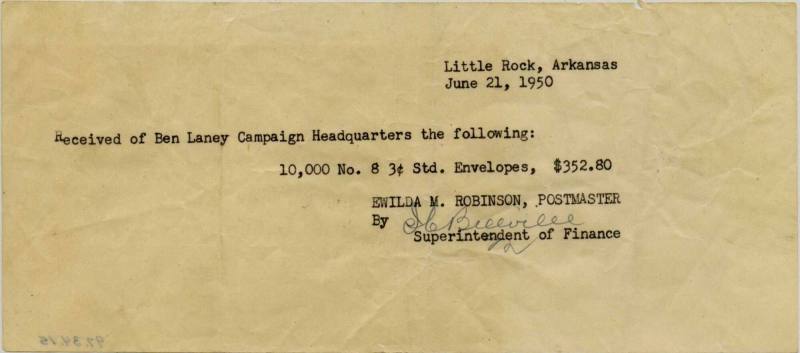 Little Rock, Arkansas
June 21, 1950
Received of Ben Laney Campaign Headquarters the following:
10,000 No. 8 3¢ Std. Envelopes, $352.80
EWILDA M. ROBINSON, POSTMASTER
By
Superintendent of Finance